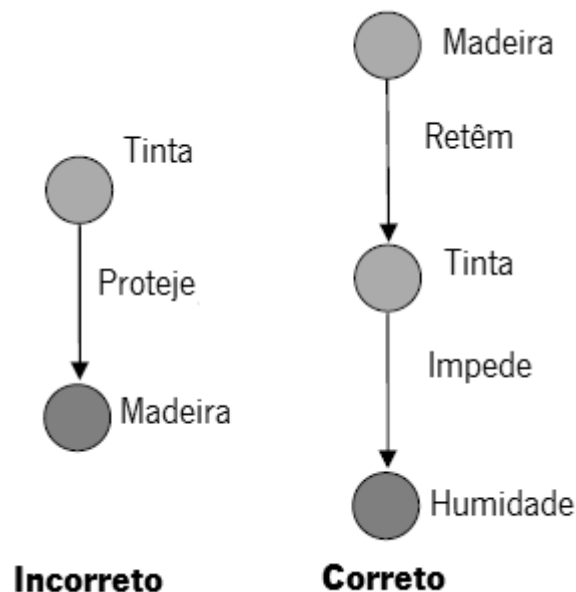 Tinta
Proteje
Madeira
Incorreto
Madeira
Retêm
Tinta
Impede
Humidade
Correto